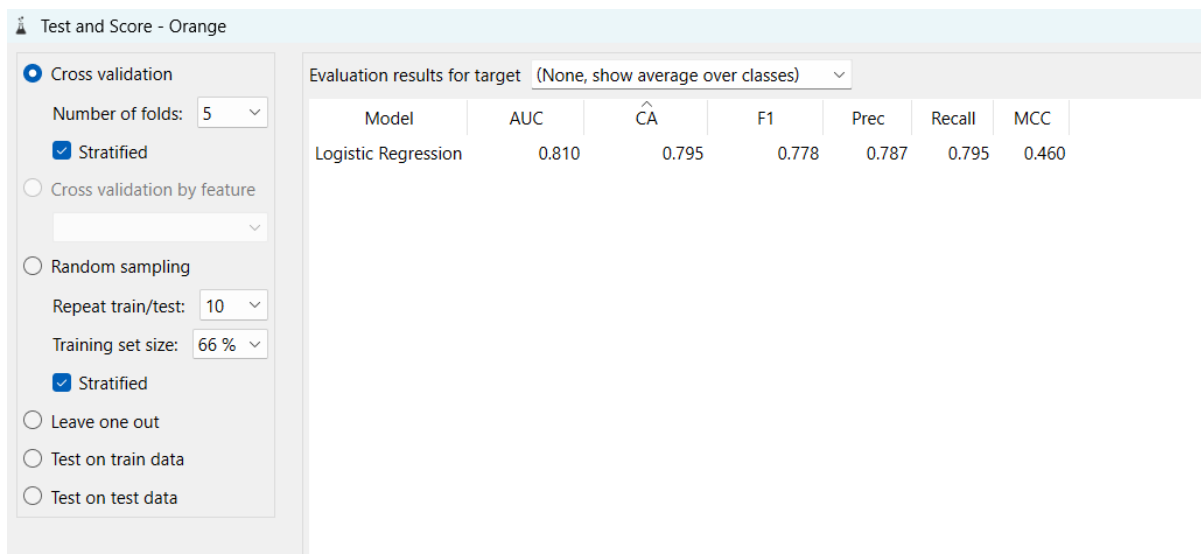 Test and Score - Orange
Cross validation
Number of folds: 5
Stratified
Cross validation by feature
Random sampling
Repeat train/test: 10
Training set size: 66 %
Stratified
Leave one out
Test on train data
Test on test data
Evaluation results for target (None, show average over classes)
Model AUC CA F1 Prec Recall MCC
Logistic Regression 0.810 0.795 0.778 0.787 0.795 0.460